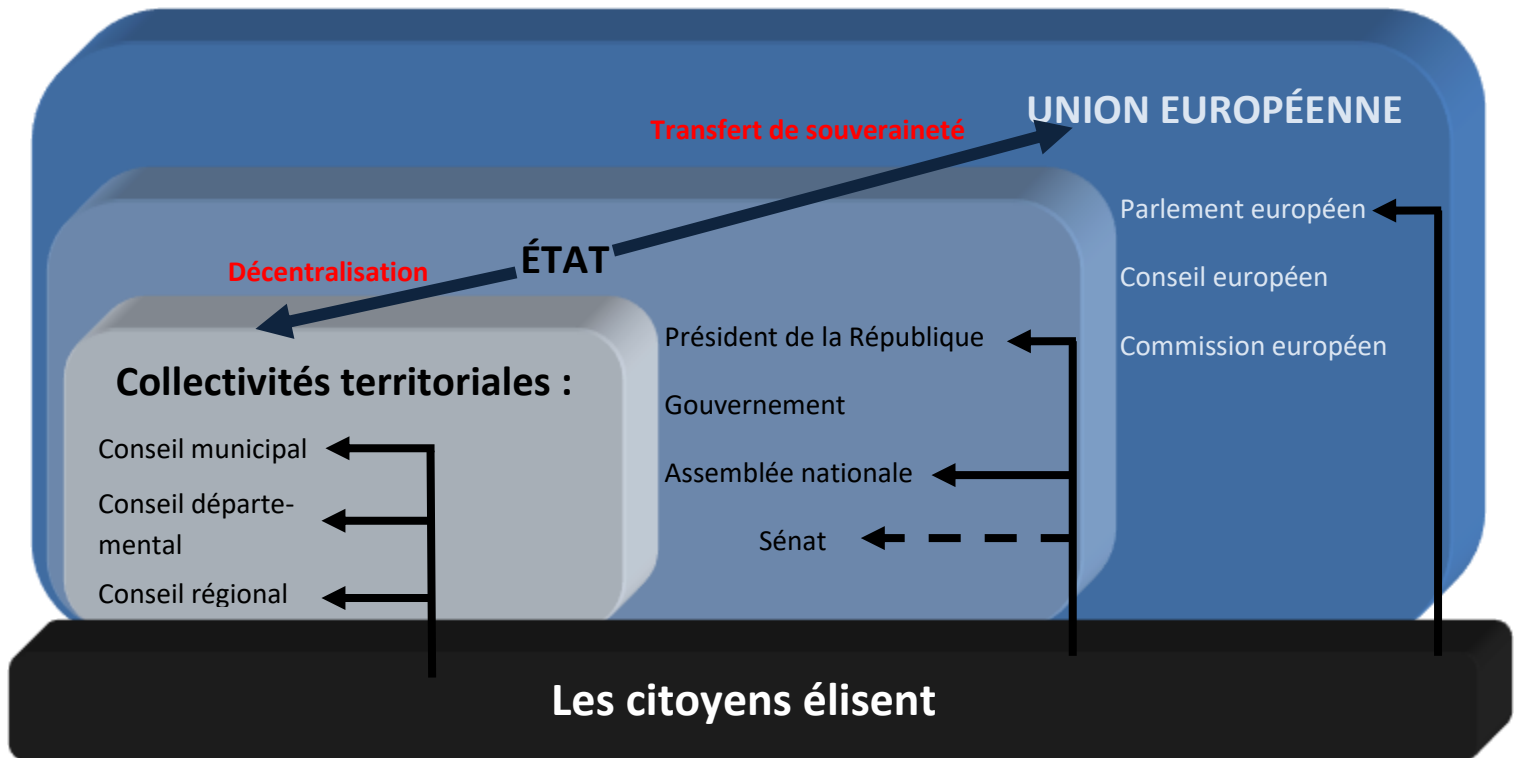 UNION EUROPÉENNE
Transfert de souveraineté
Parlement européen
Conseil européen
Commission européen
ÉTAT
Décentralisation
Président de la République
Gouvernement
Assemblée nationale
Sénat
Collectivités territoriales :
Conseil municipal
Conseil départe-
mental
Conseil régional
Les citoyens élisent